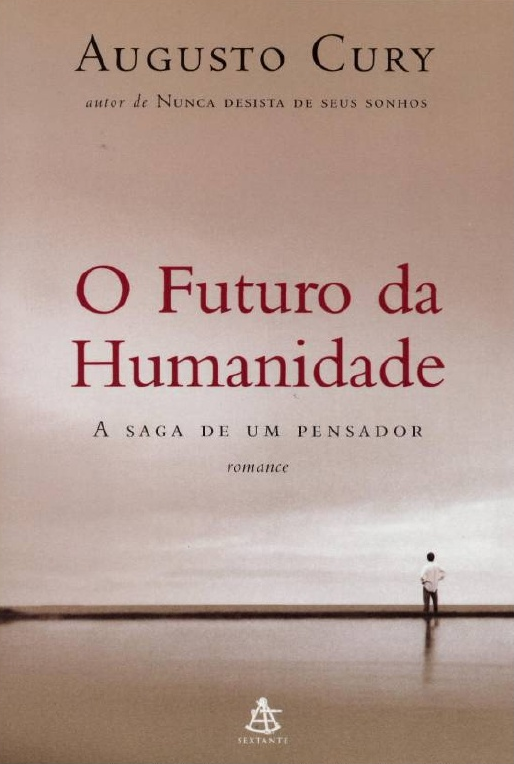 AUGUSTO CURY
autor de NUNCA DESISTA DE SEUS SONHOS
O Futuro da
Humanidade
A SAGA DE UM PENSADOR
romance
SEXTANTE